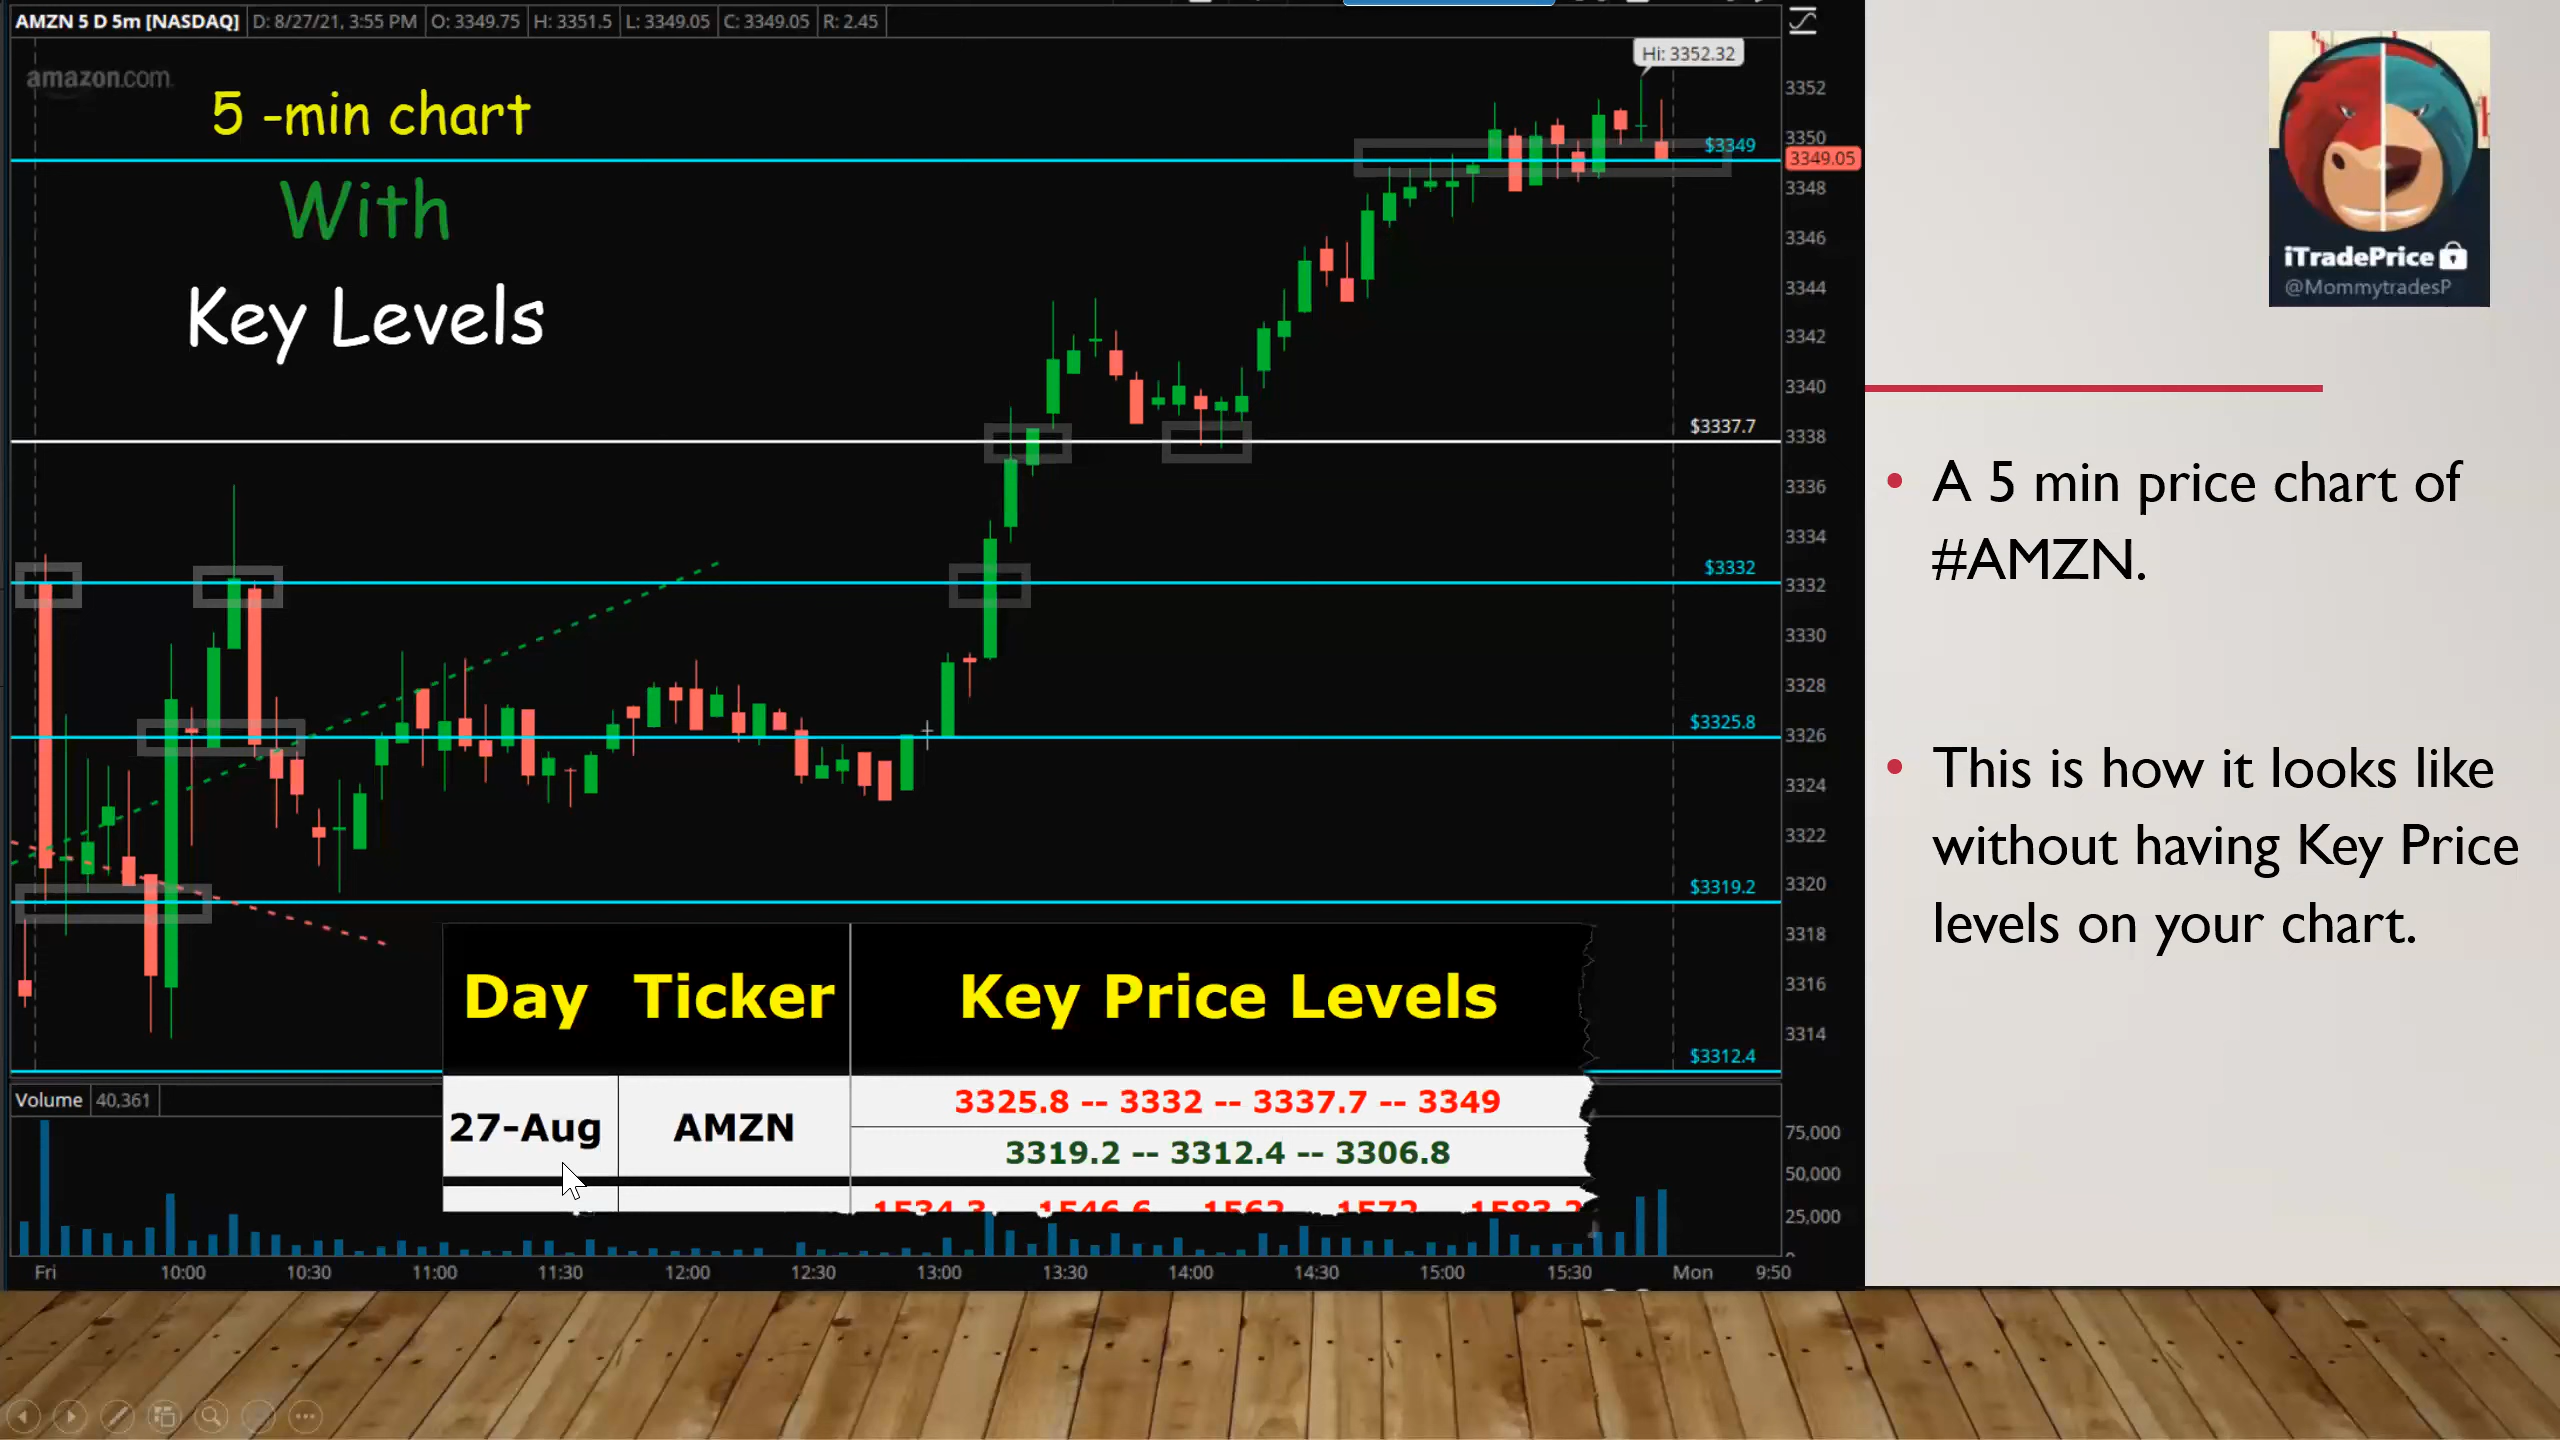 AMZN 5 D 5m [NASDAQ] D: 8/27/21, 3:55 PM O: 3349.75 H: 3351.5 L: 3349.05 C: 3349.05 R: 2.45
Hi: 3352.32
amazon.com
5 -min chart
With
Key Levels
$3349
$3337.7
$3332
$3325.8
$3319.2
$3312.4
3352
3350
3349.05
3348
3346
3344
3342
3340
3338
3336
3334
3332
3330
3328
3326
3324
3322
3320
3318
3316
3314
Day Ticker Key Price Levels
27-Aug AMZN
3325.8 -- 3332 -- 3337.7 -- 3349
3319.2 -- 3312.4 -- 3306.8
Volume 40,361
75,000
50,000
25,000
Fri 10:00 10:30 11:00 11:30 12:00 12:30 13:00 13:30 14:00 14:30 15:00 15:30 Mon 9:50
iTradePrice
@MommytradesP
• A 5 min price chart of
#AMZN.
• This is how it looks like
without having Key Price
levels on your chart.